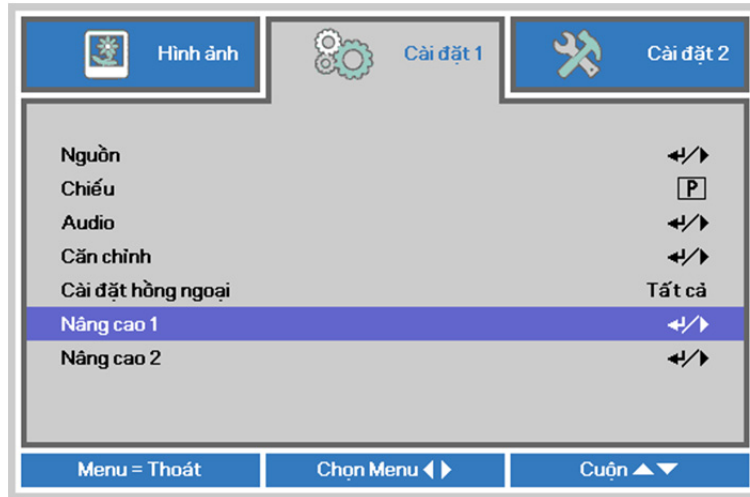 Hình ảnh Cài đặt 1 Cài đặt 2
Nguồn
Chiếu P
Audio
Căn chỉnh
Cài đặt hồng ngoại Tất cả
Nâng cao 1
Nâng cao 2
Menu = Thoát Chọn Menu Cuộn